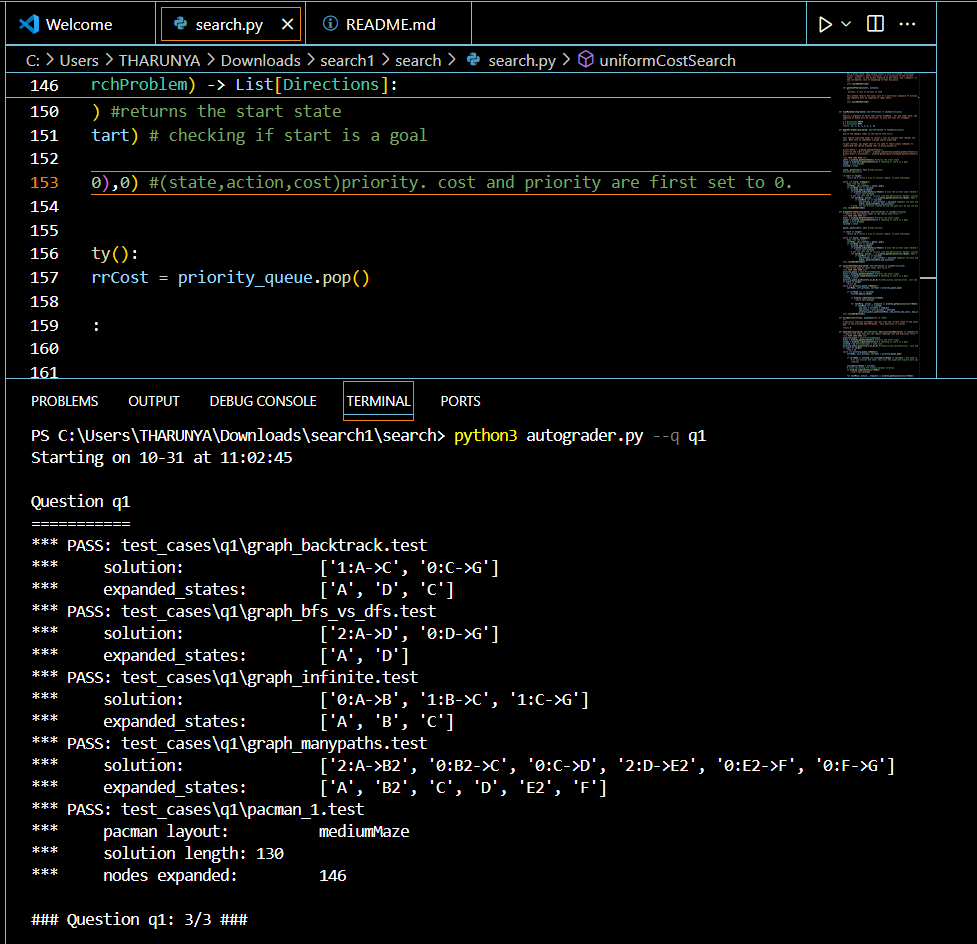 Welcome search.py README.md
C: > Users > THARUNYA > Downloads > search1 > search > search.py > uniformCostSearch
146 rchProblem) -> List[Directions]:
150 ) #returns the start state
151 tart) # checking if start is a goal
152
153 0),0) #(state,action,cost)priority. cost and priority are first set to 0.
154
155
156 ty():
157 rrCost = priority_queue.pop()
158
159 :
160
161
PROBLEMS OUTPUT DEBUG CONSOLE TERMINAL PORTS
PS C:\Users\THARUNYA\Downloads\search1\search> python3 autograder.py --q q1
Starting on 10-31 at 11:02:45
Question q1
===========
*** PASS: test_cases\q1\graph_backtrack.test
*** solution: ['1:A->C', '0:C->G']
*** expanded_states: ['A', 'D', 'C']
*** PASS: test_cases\q1\graph_bfs_vs_dfs.test
*** solution: ['2:A->D', '0:D->G']
*** expanded_states: ['A', 'D']
*** PASS: test_cases\q1\graph_infinite.test
*** solution: ['0:A->B', '1:B->C', '1:C->G']
*** expanded_states: ['A', 'B', 'C']
*** PASS: test_cases\q1\graph_manypaths.test
*** solution: ['2:A->B2', '0:B2->C', '0:C->D', '2:D->E2', '0:E2->F', '0:F->G']
*** expanded_states: ['A', 'B2', 'C', 'D', 'E2', 'F']
*** PASS: test_cases\q1\pacman_1.test
*** pacman layout: mediumMaze
*** solution length: 130
*** nodes expanded: 146
### Question q1: 3/3 ###